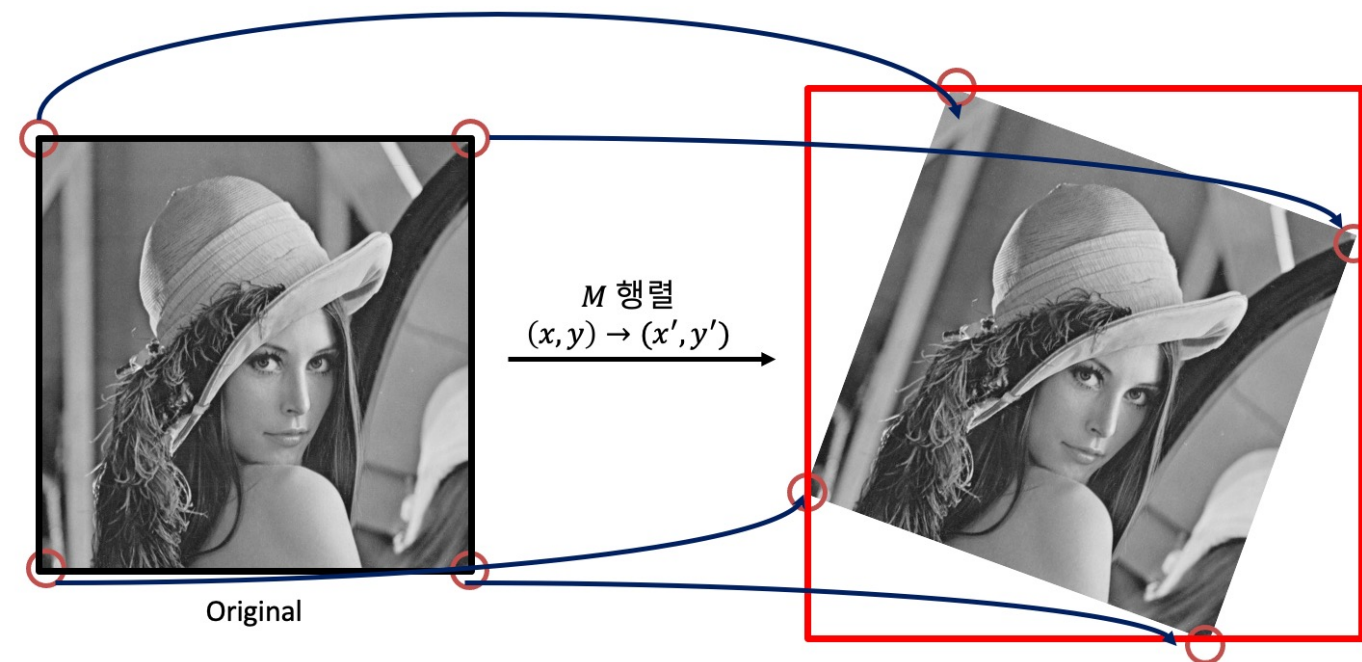 M 행렬
(x, y) → (x′, y′)
Original